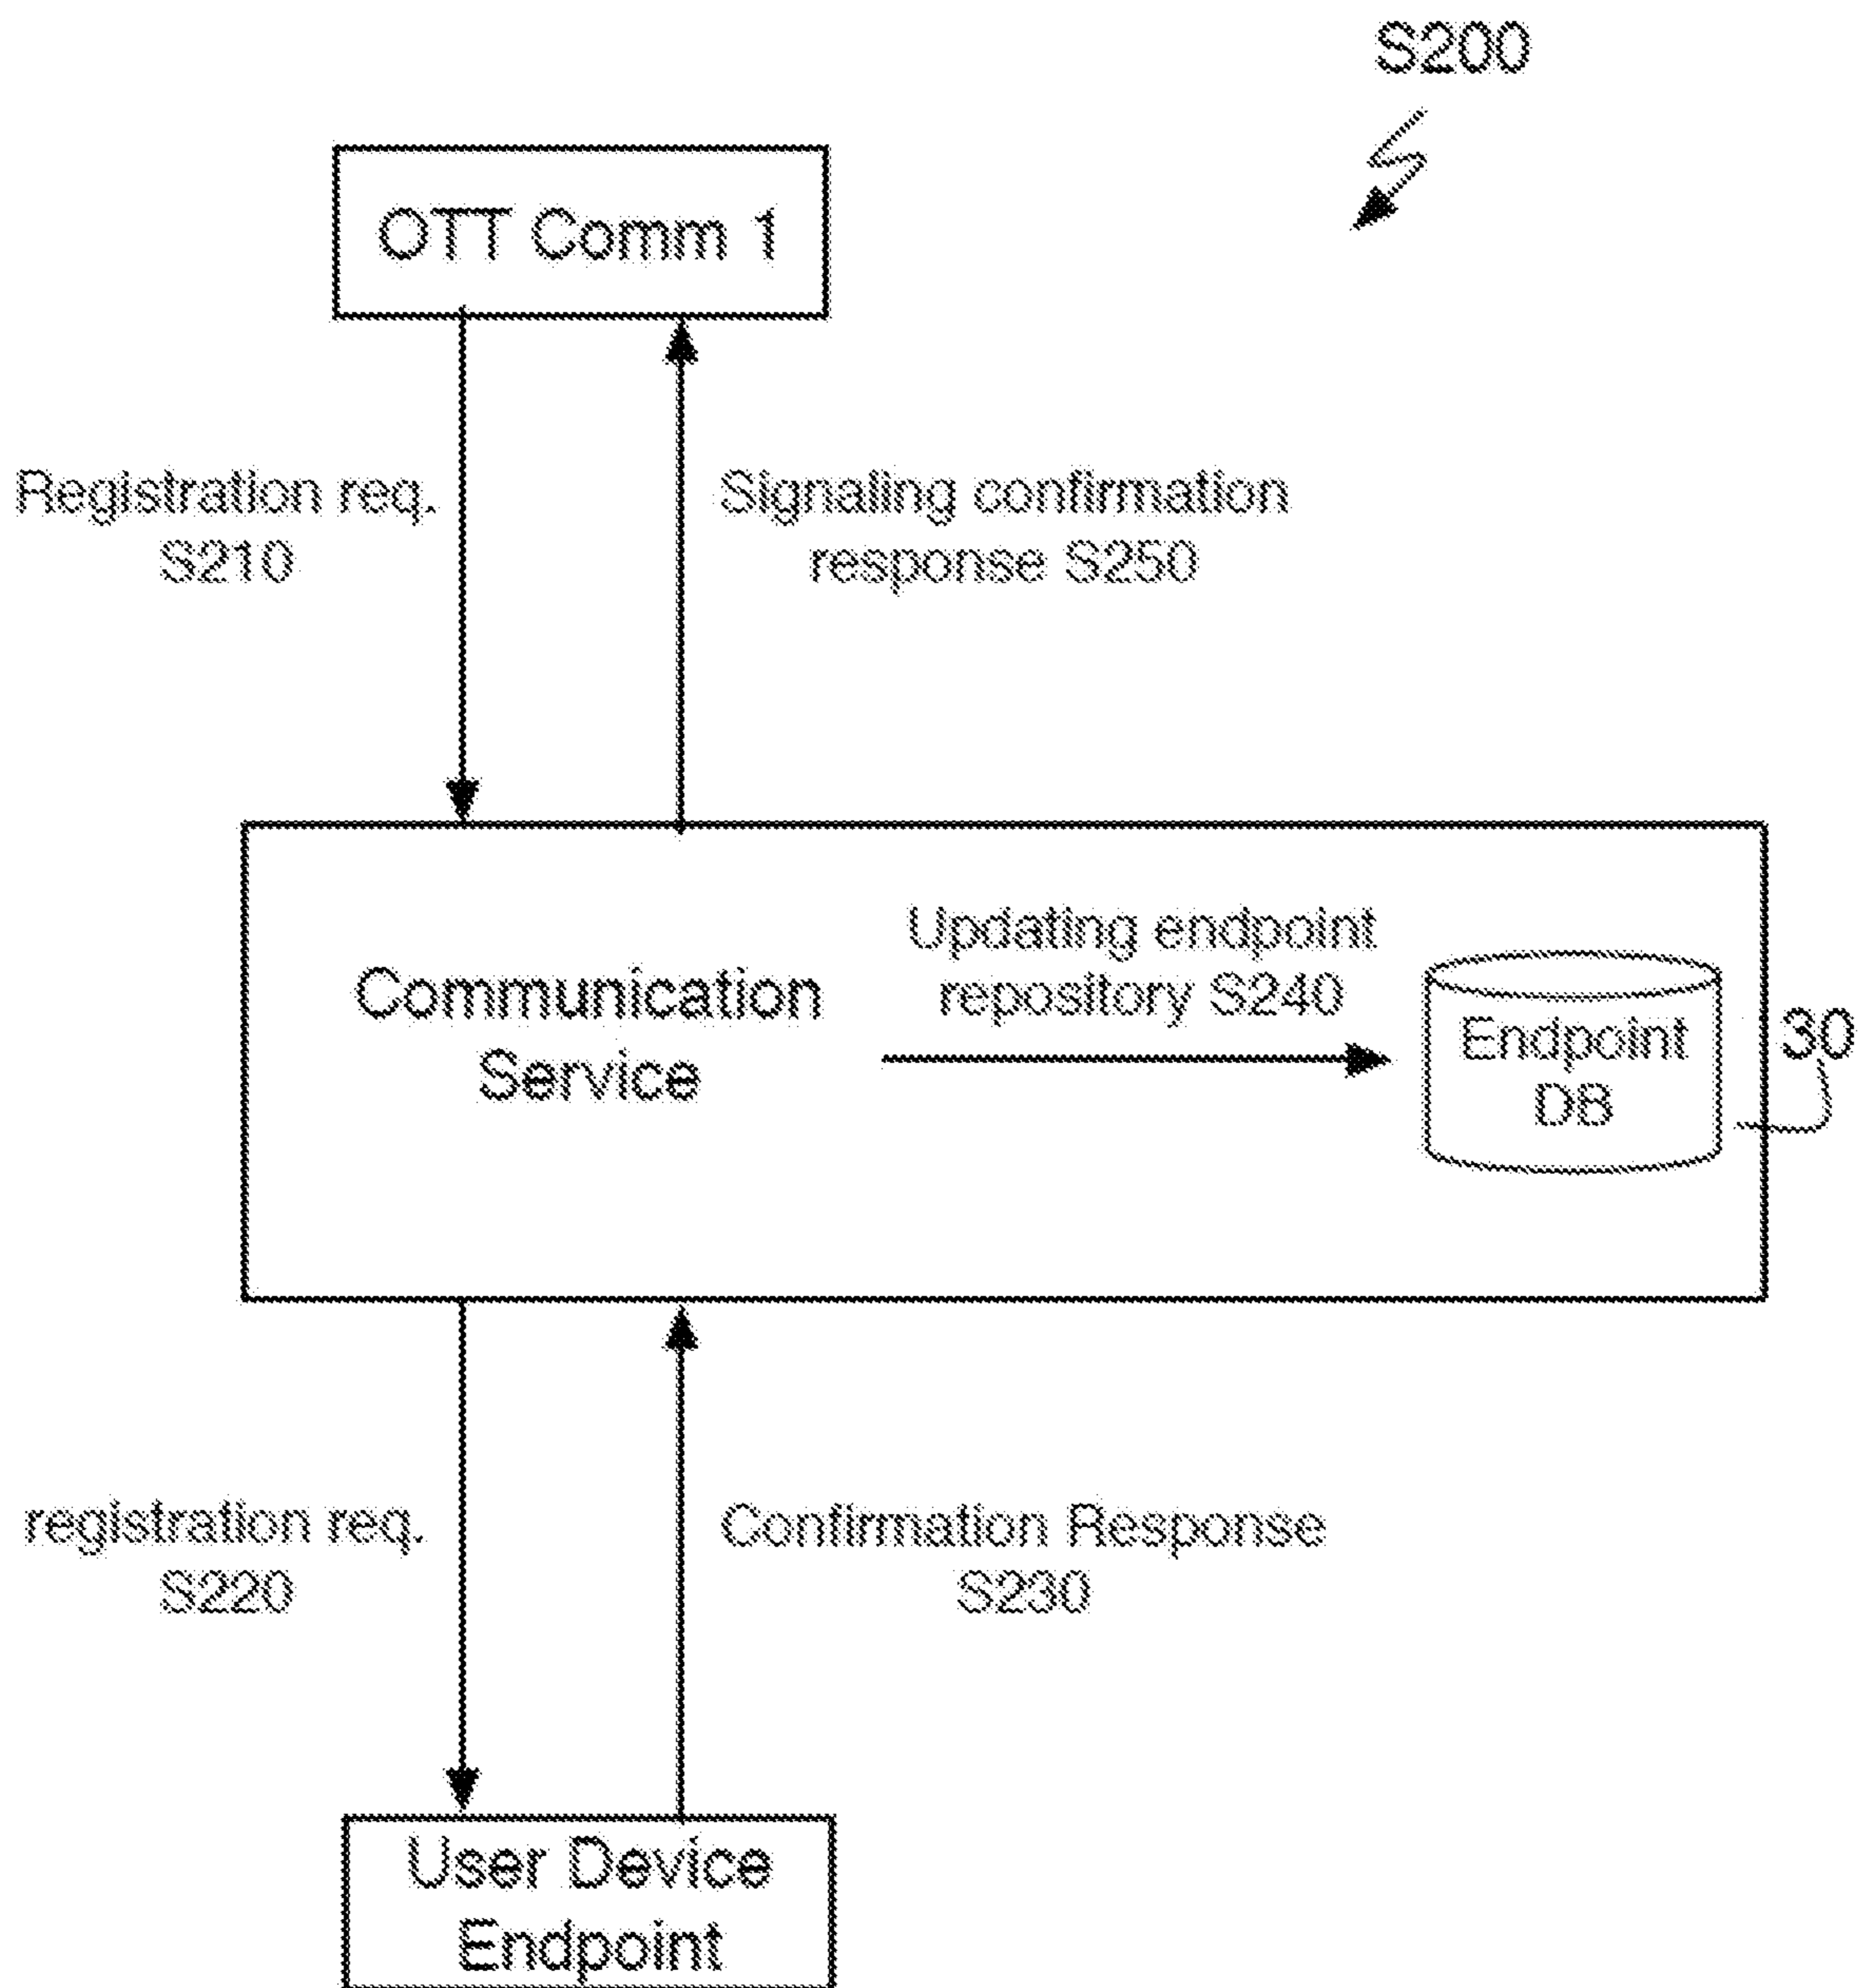 S200
OTT Comm 1
Registration req.
S210
Signaling confirmation
response S250
Communication
Service
Updating endpoint
repository S240
Endpoint
DB
30
registration req.
S220
Confirmation Response
S230
User Device
Endpoint